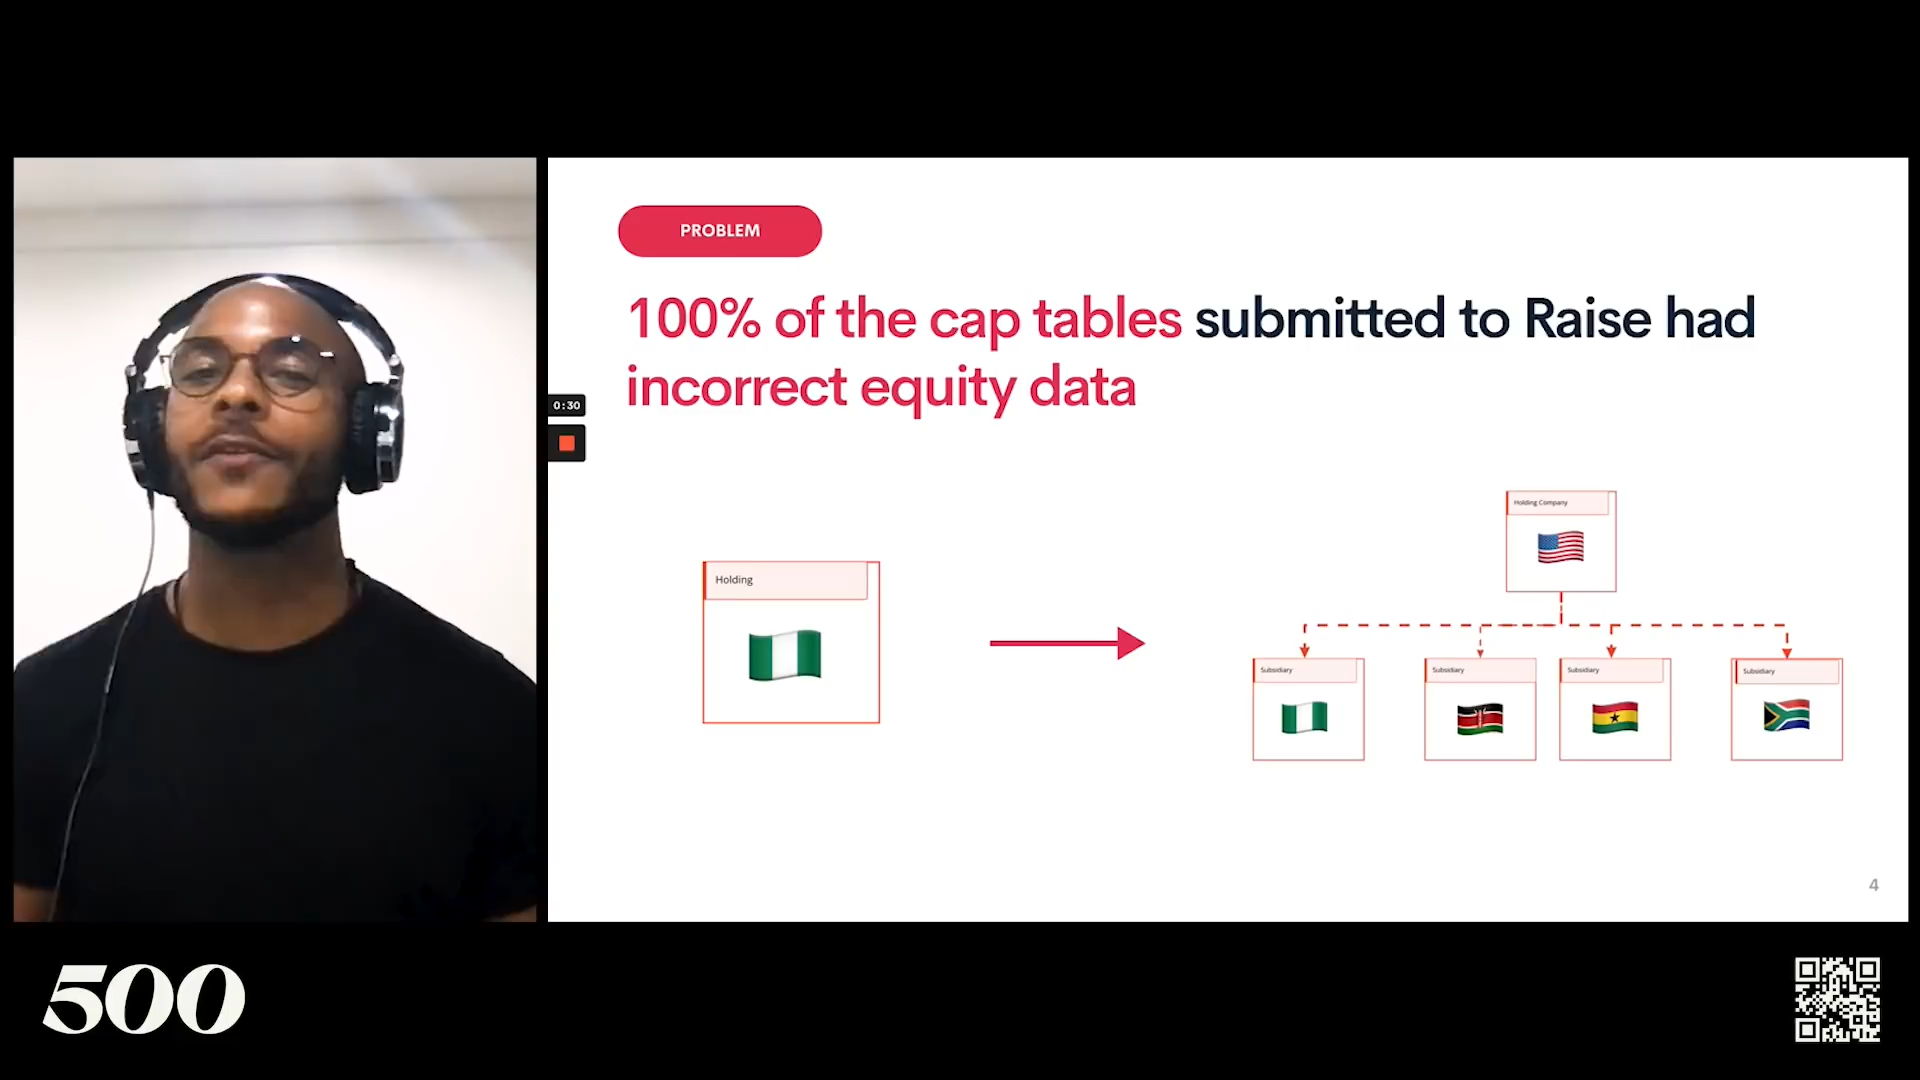 PROBLEM
100% of the cap tables submitted to Raise had
incorrect equity data
0:30
Holding
Holding Company
Subsidiary
Subsidiary
Subsidiary
Subsidiary
4
500